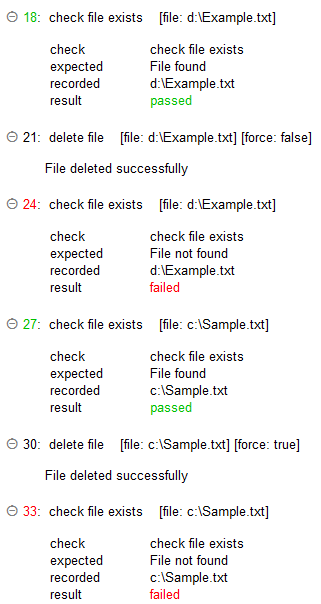 18: check file exists [file: d:\Example.txt]
check check file exists
expected File found
recorded d:\Example.txt
result passed
21: delete file [file: d:\Example.txt] [force: false]
File deleted successfully
24: check file exists [file: d:\Example.txt]
check check file exists
expected File not found
recorded d:\Example.txt
result failed
27: check file exists [file: c:\Sample.txt]
check check file exists
expected File found
recorded c:\Sample.txt
result passed
30: delete file [file: c:\Sample.txt] [force: true]
File deleted successfully
33: check file exists [file: c:\Sample.txt]
check check file exists
expected File not found
recorded c:\Sample.txt
result failed